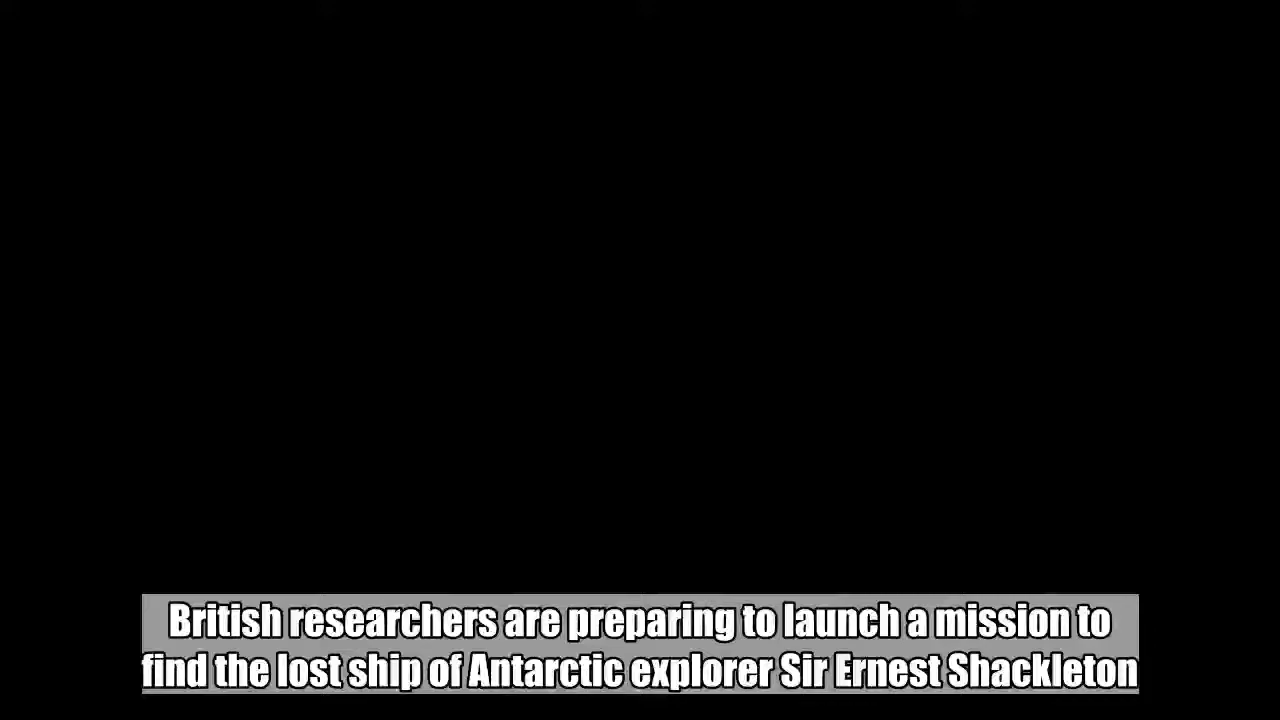 British researchers are preparing to launch a mission to
find the lost ship of Antarctic explorer Sir Ernest Shackleton